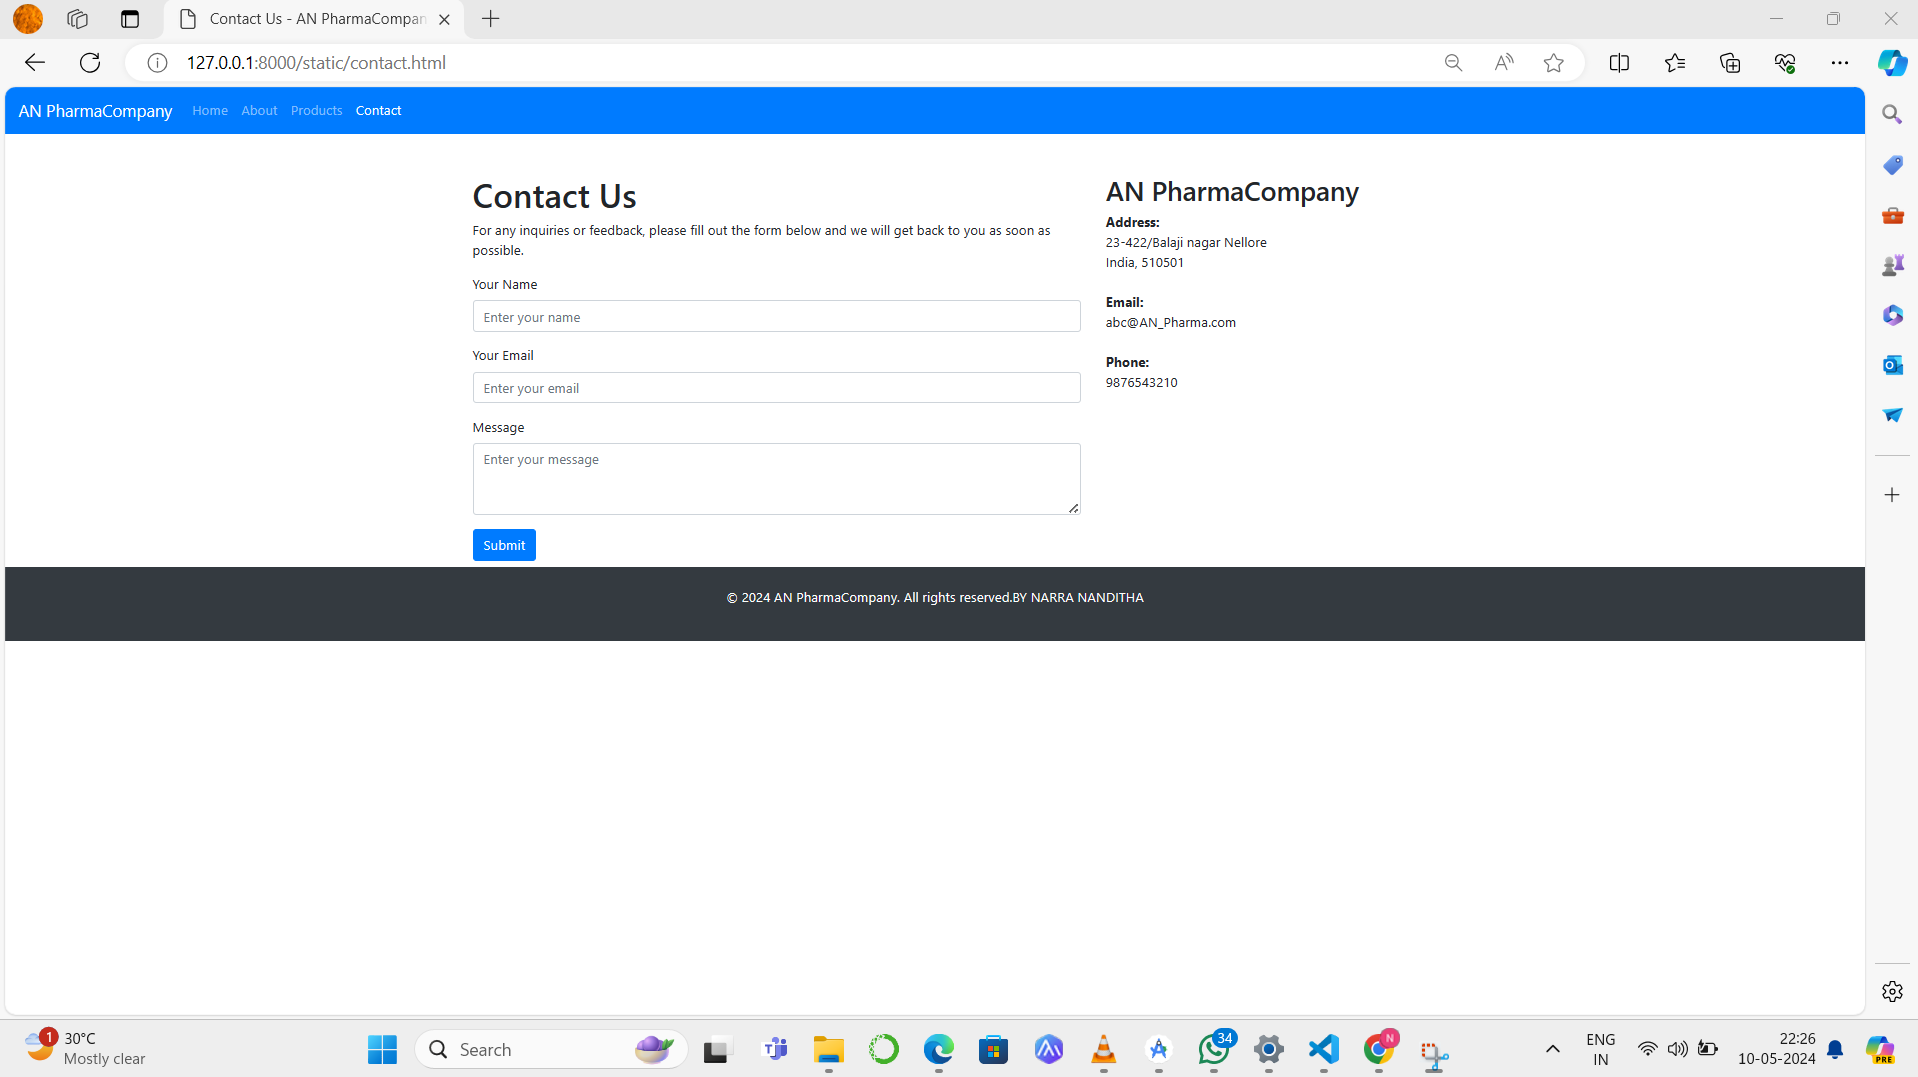 Contact Us - AN PharmaCompan
127.0.0.1:8000/static/contact.html
AN PharmaCompany Home About Products Contact
Contact Us
For any inquiries or feedback, please fill out the form below and we will get back to you as soon as
possible.
Your Name
Enter your name
Your Email
Enter your email
Message
Enter your message
Submit
AN PharmaCompany
Address:
23-422/Balaji nagar Nellore
India, 510501
Email:
abc@AN_Pharma.com
Phone:
9876543210
© 2024 AN PharmaCompany. All rights reserved.BY NARRA NANDITHA
1
30°C
Mostly clear
Search
34
N
ENG
IN
22:26
10-05-2024
PRE